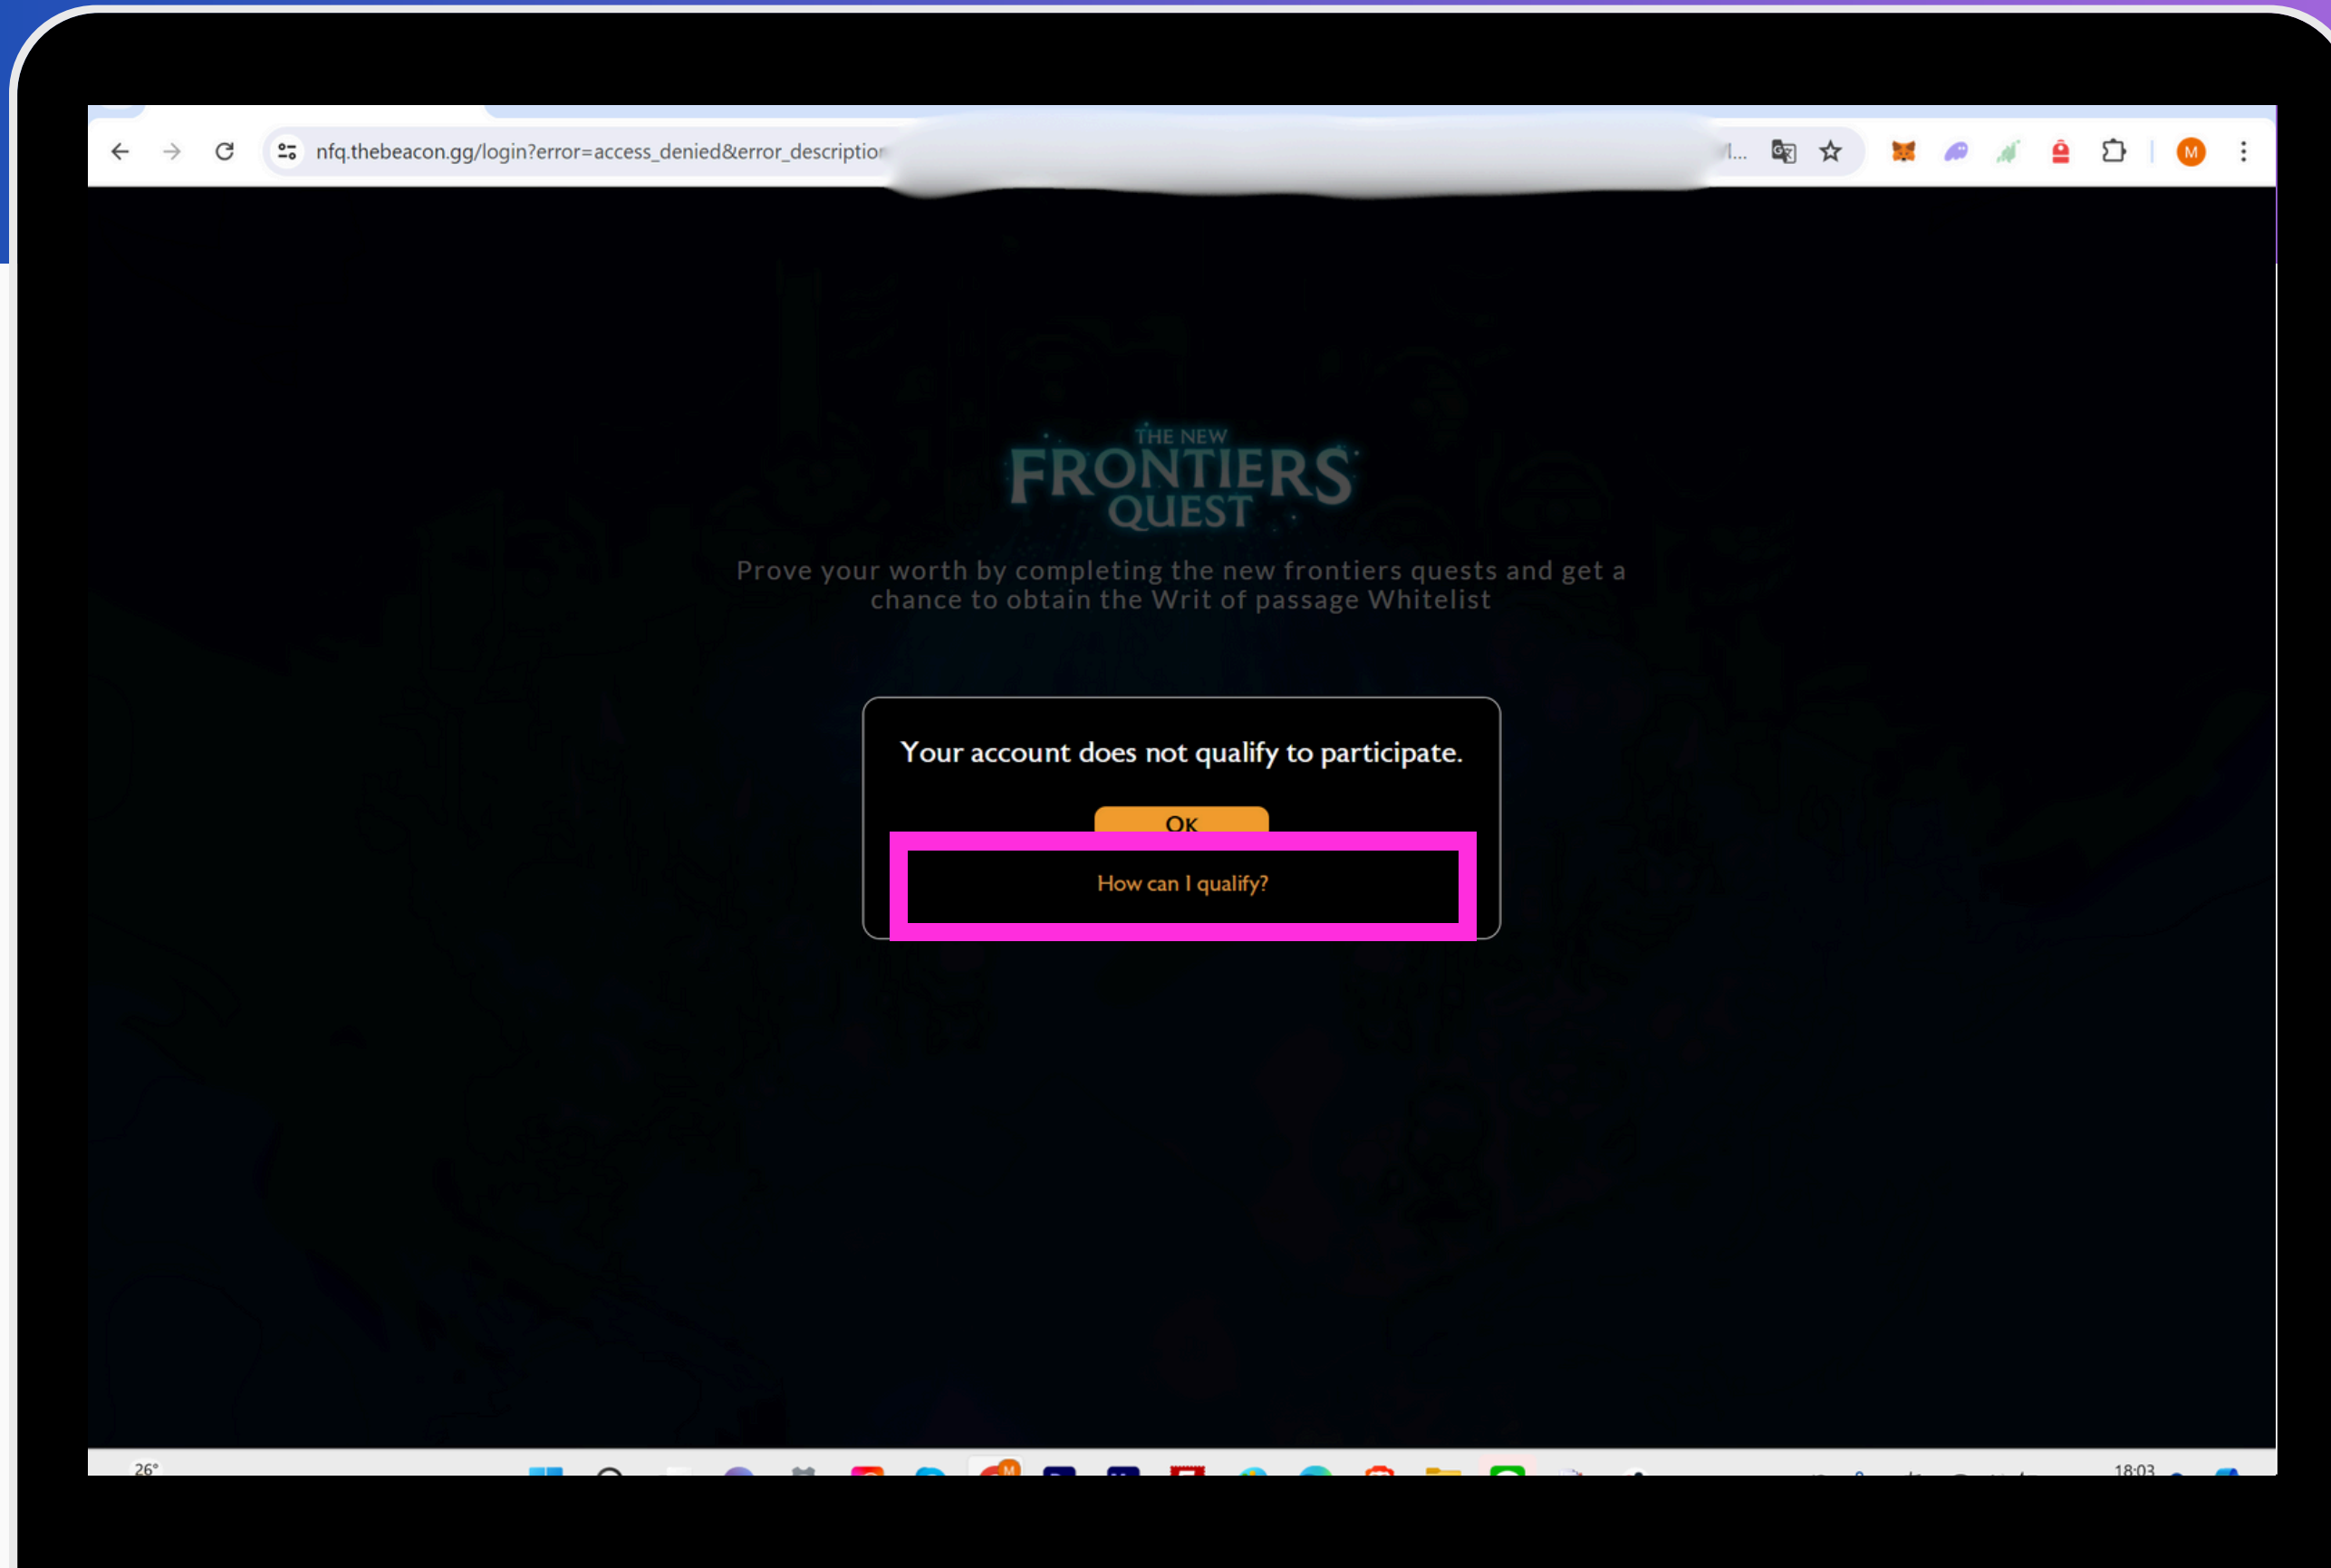 nfq.thebeacon.gg/login?error=access_denied&error_description
M
THE NEW
FRONTIERS
QUEST
Prove your worth by completing the new frontiers quests and get a
chance to obtain the Writ of passage Whitelist
Your account does not qualify to participate.
OK
How can I qualify?
26°
18:03